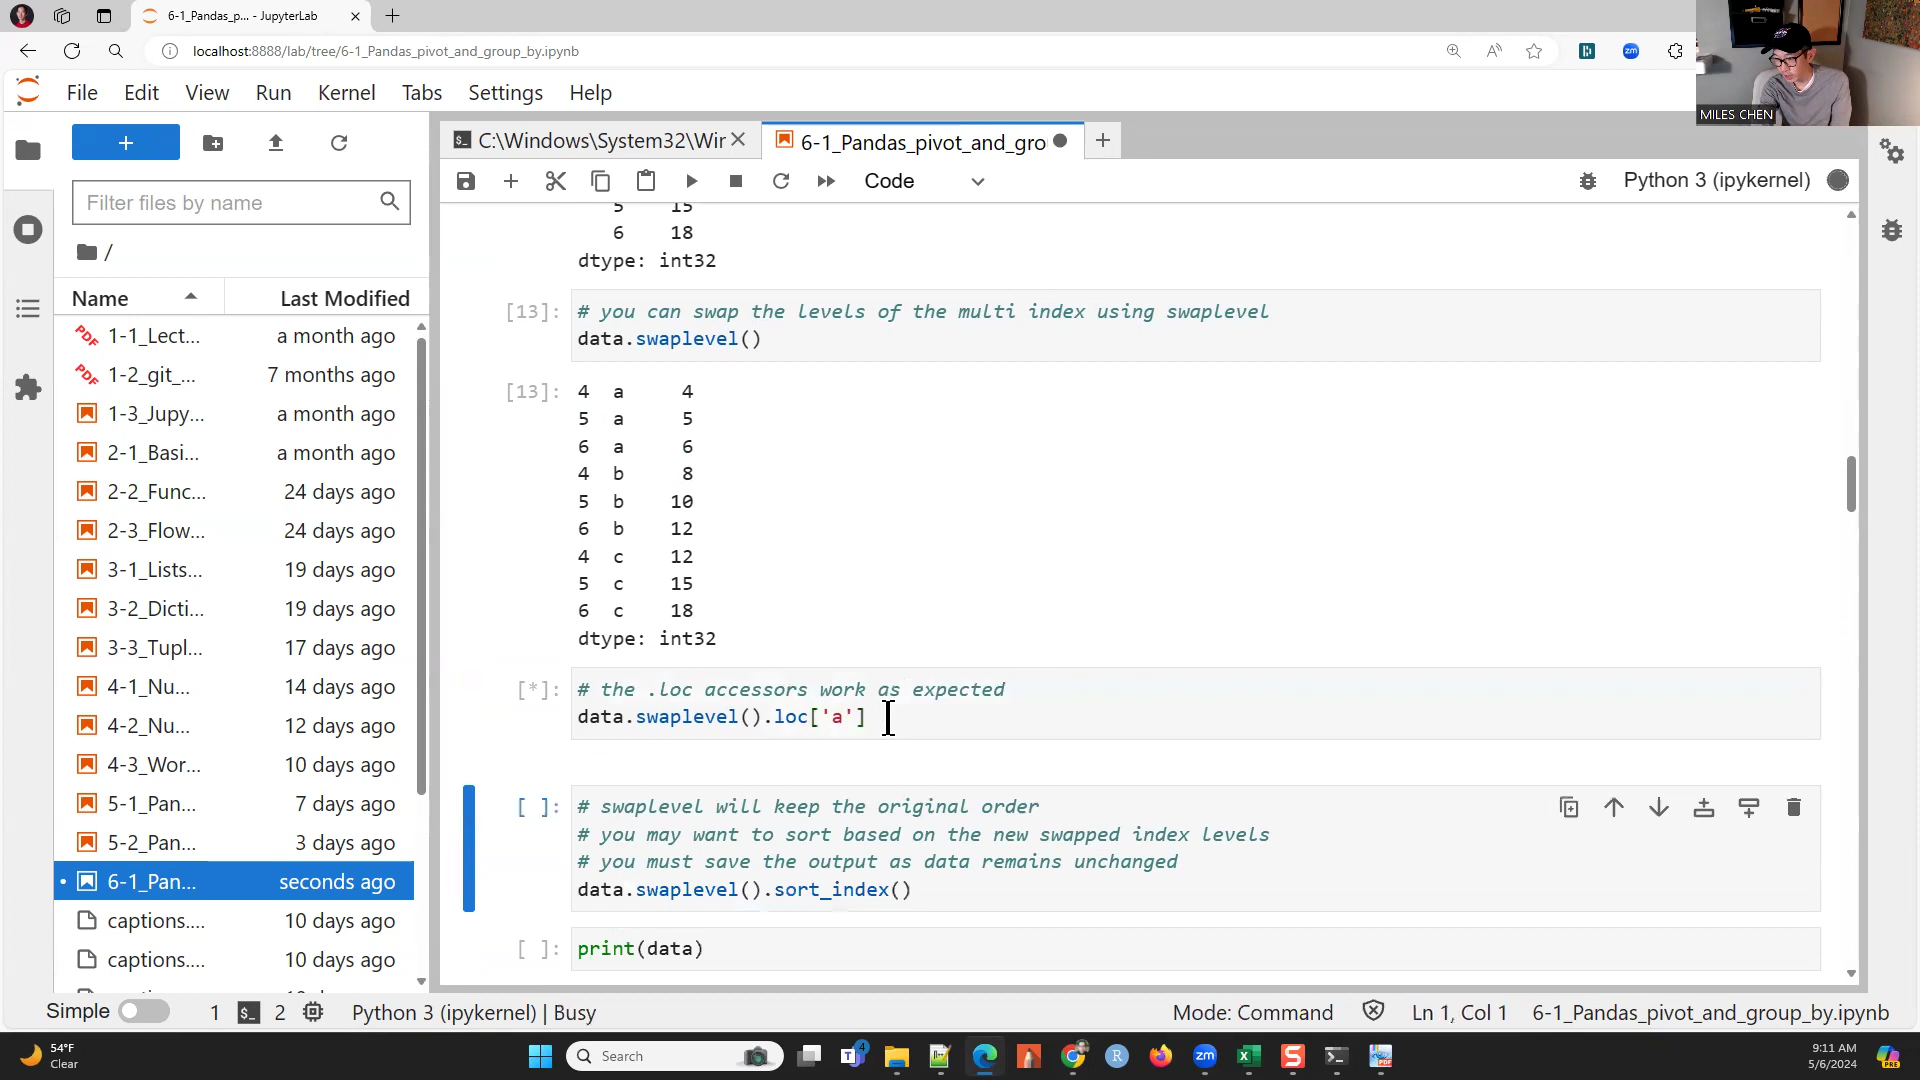 6-1_Pandas_p... - JupyterLab
localhost:8888/lab/tree/6-1_Pandas_pivot_and_group_by.ipynb
MILES CHEN
File Edit View Run Kernel Tabs Settings Help
C:\Windows\System32\Wir
6-1_Pandas_pivot_and_gro
Code
Python 3 (ipykernel)
Filter files by name
/
Name Last Modified
1-1_Lect... a month ago
1-2_git_... 7 months ago
1-3_Jupy... a month ago
2-1_Basi... a month ago
2-2_Func... 24 days ago
2-3_Flow... 24 days ago
3-1_Lists... 19 days ago
3-2_Dicti... 19 days ago
3-3_Tupl... 17 days ago
4-1_Nu... 14 days ago
4-2_Nu... 12 days ago
4-3_Wor... 10 days ago
5-1_Pan... 7 days ago
5-2_Pan... 3 days ago
6-1_Pan... seconds ago
captions.... 10 days ago
captions.... 10 days ago
5 15
6 18
dtype: int32
[13]: # you can swap the levels of the multi index using swaplevel
data.swaplevel()
[13]: 4 a 4
5 a 5
6 a 6
4 b 8
5 b 10
6 b 12
4 c 12
5 c 15
6 c 18
dtype: int32
[*]: # the .loc accessors work as expected
data.swaplevel().loc['a']
[ ]: # swaplevel will keep the original order
# you may want to sort based on the new swapped index levels
# you must save the output as data remains unchanged
data.swaplevel().sort_index()
[ ]: print(data)
Simple 1 2 Python 3 (ipykernel) | Busy Mode: Command Ln 1, Col 1 6-1_Pandas_pivot_and_group_by.ipynb
54°F
Clear
Search
9:11 AM
5/6/2024